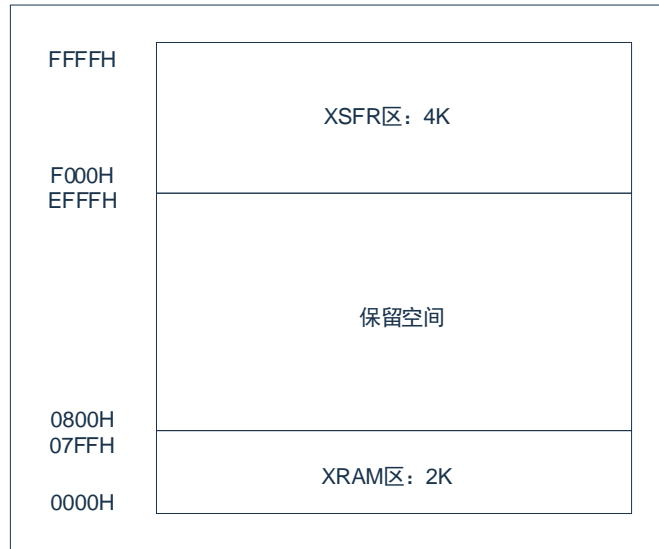 FFFFH
XSFR区：4K
F000H
EFFFH
保留空间
0800H
07FFH
XRAM区：2K
0000H